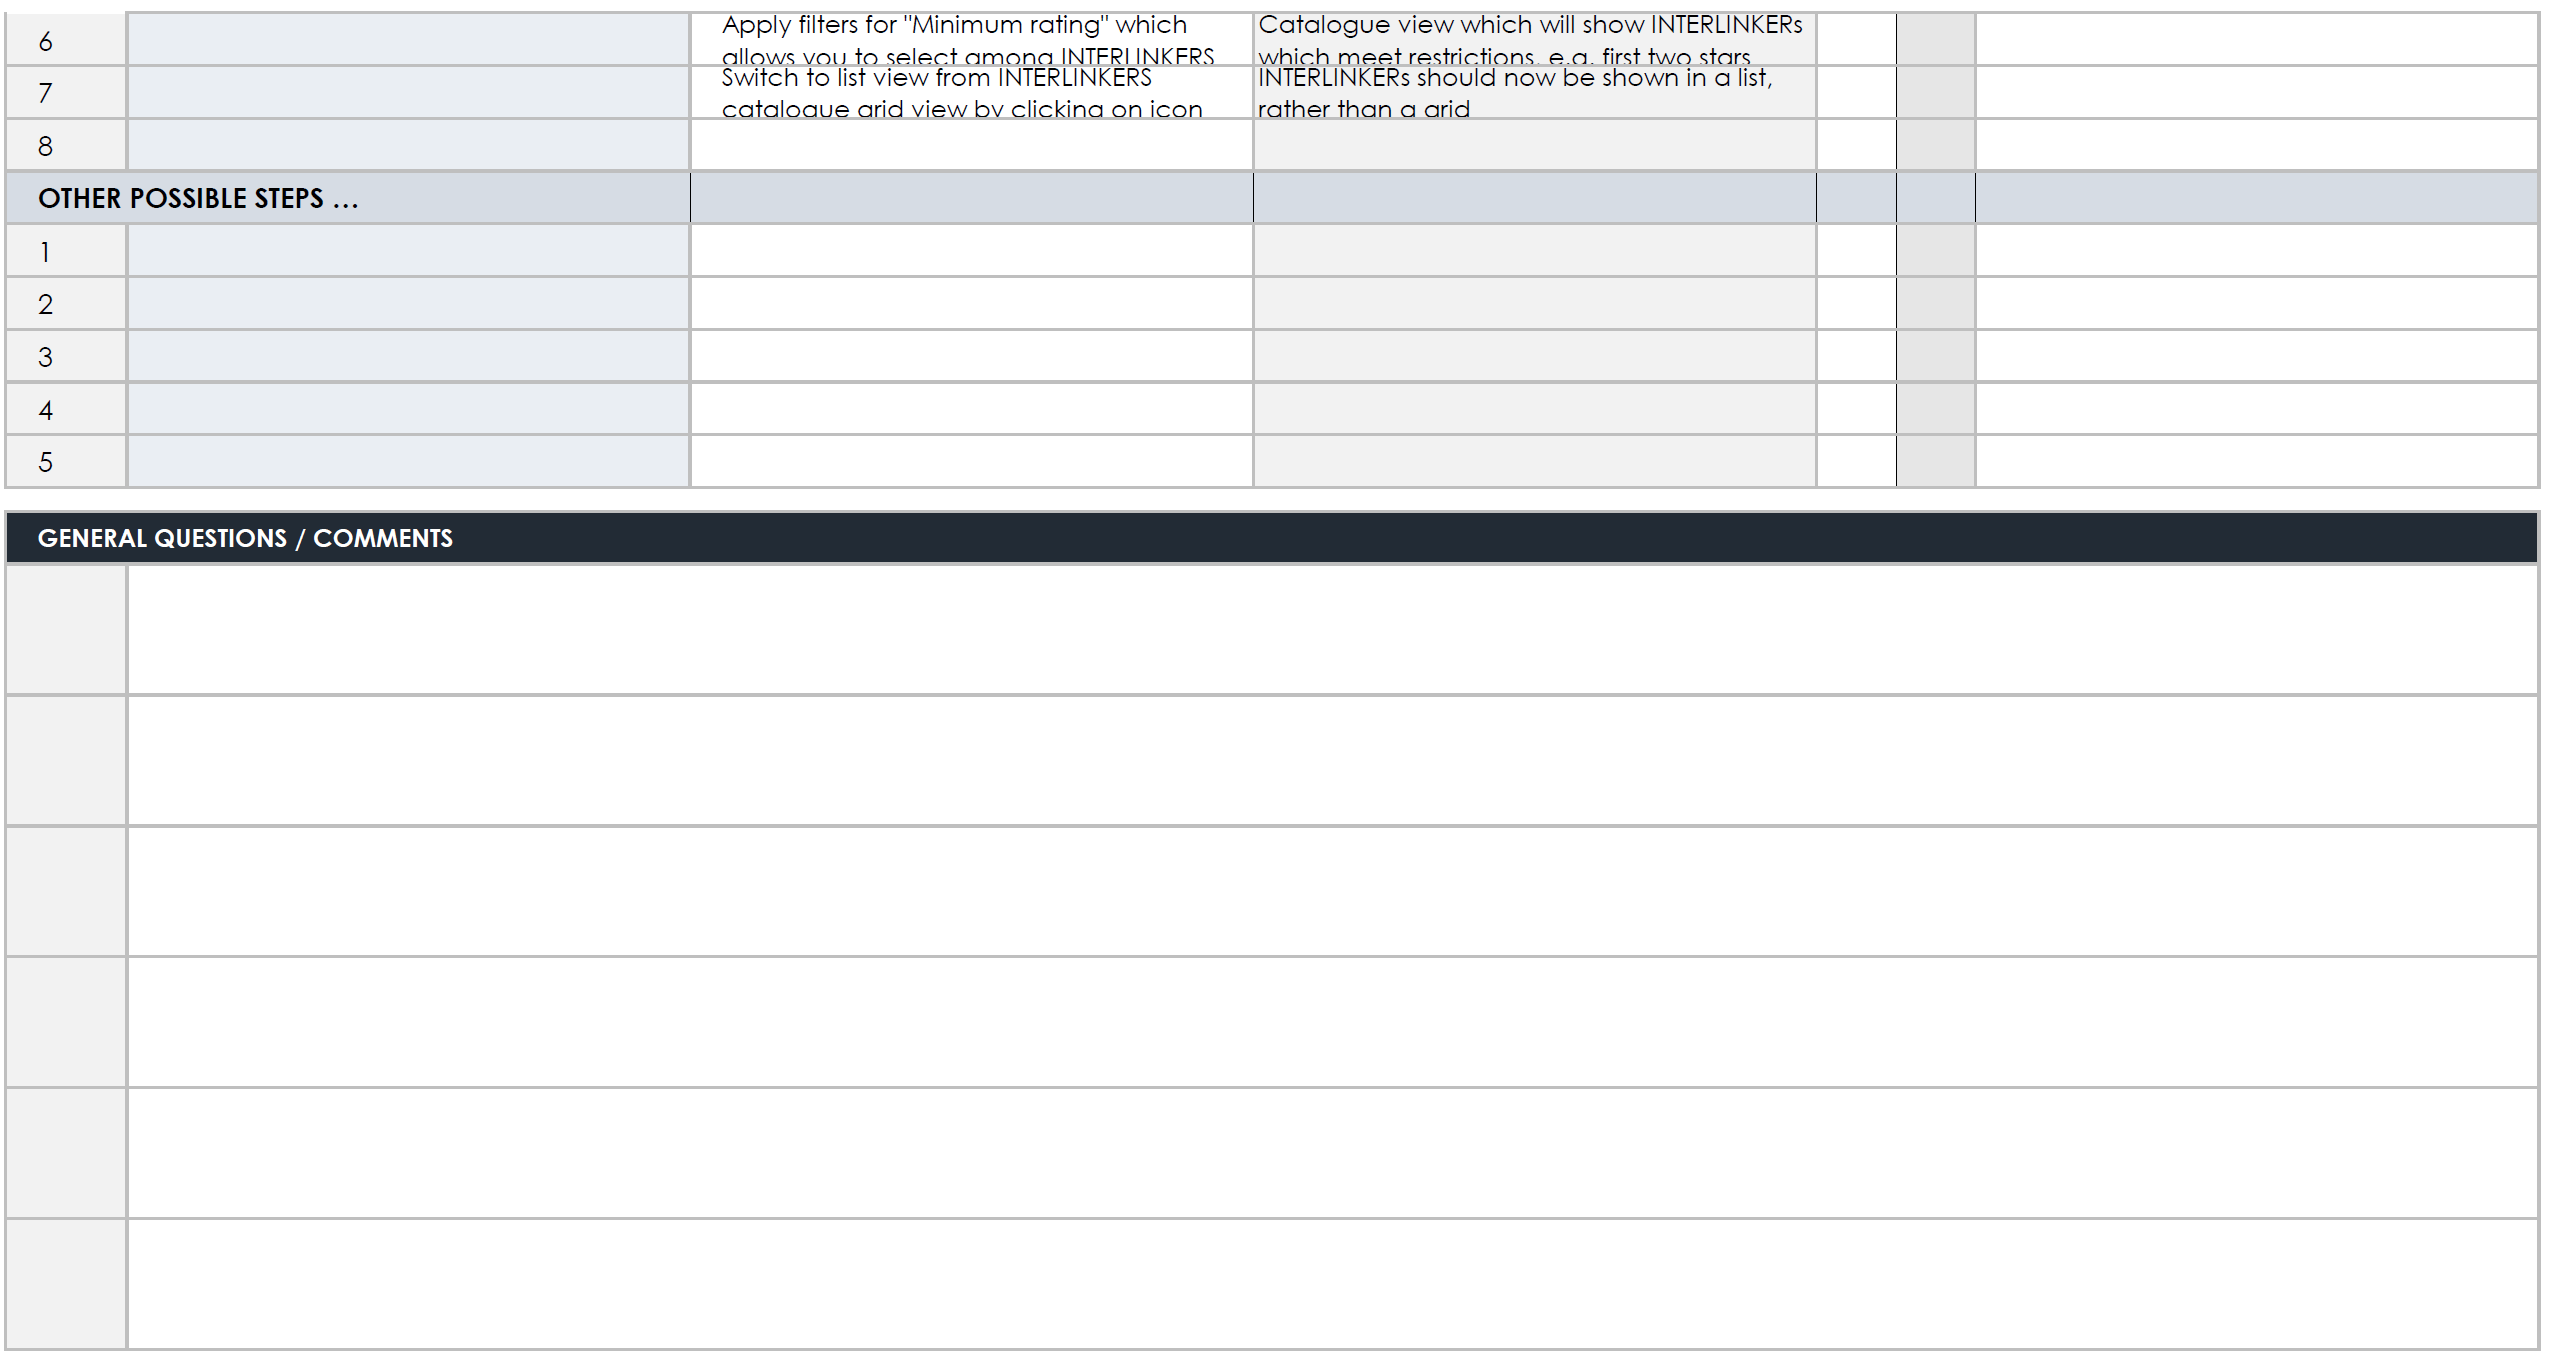 6
Apply filters for "Minimum rating" which
allows you to select among INTERLINKERS
Catalogue view which will show INTERLINKERs
which meet restrictions, e.g. first two stars
7
Switch to list view from INTERLINKERS
catalogue grid view by clicking on icon
INTERLINKERs should now be shown in a list,
rather than a grid
8
OTHER POSSIBLE STEPS ...
1
2
3
4
5
GENERAL QUESTIONS / COMMENTS